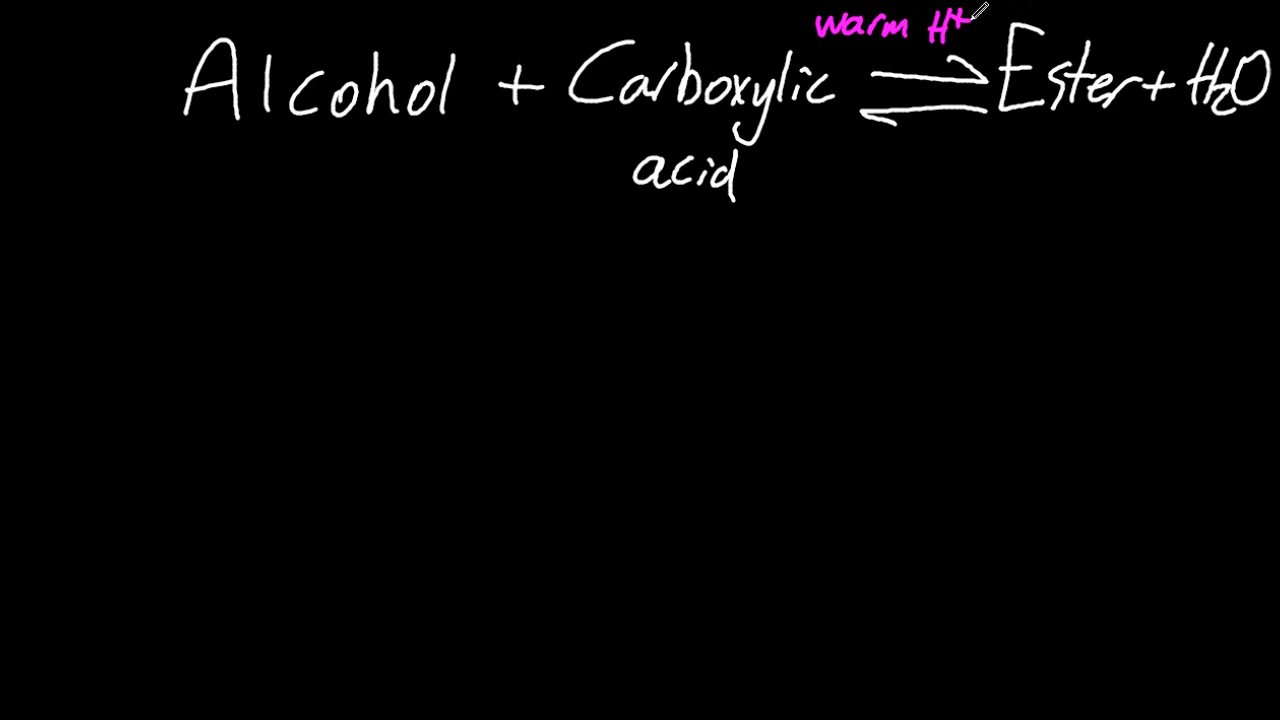 warm H⁺
Alcohol + Carboxylic ⇌ Ester + H₂O
acid